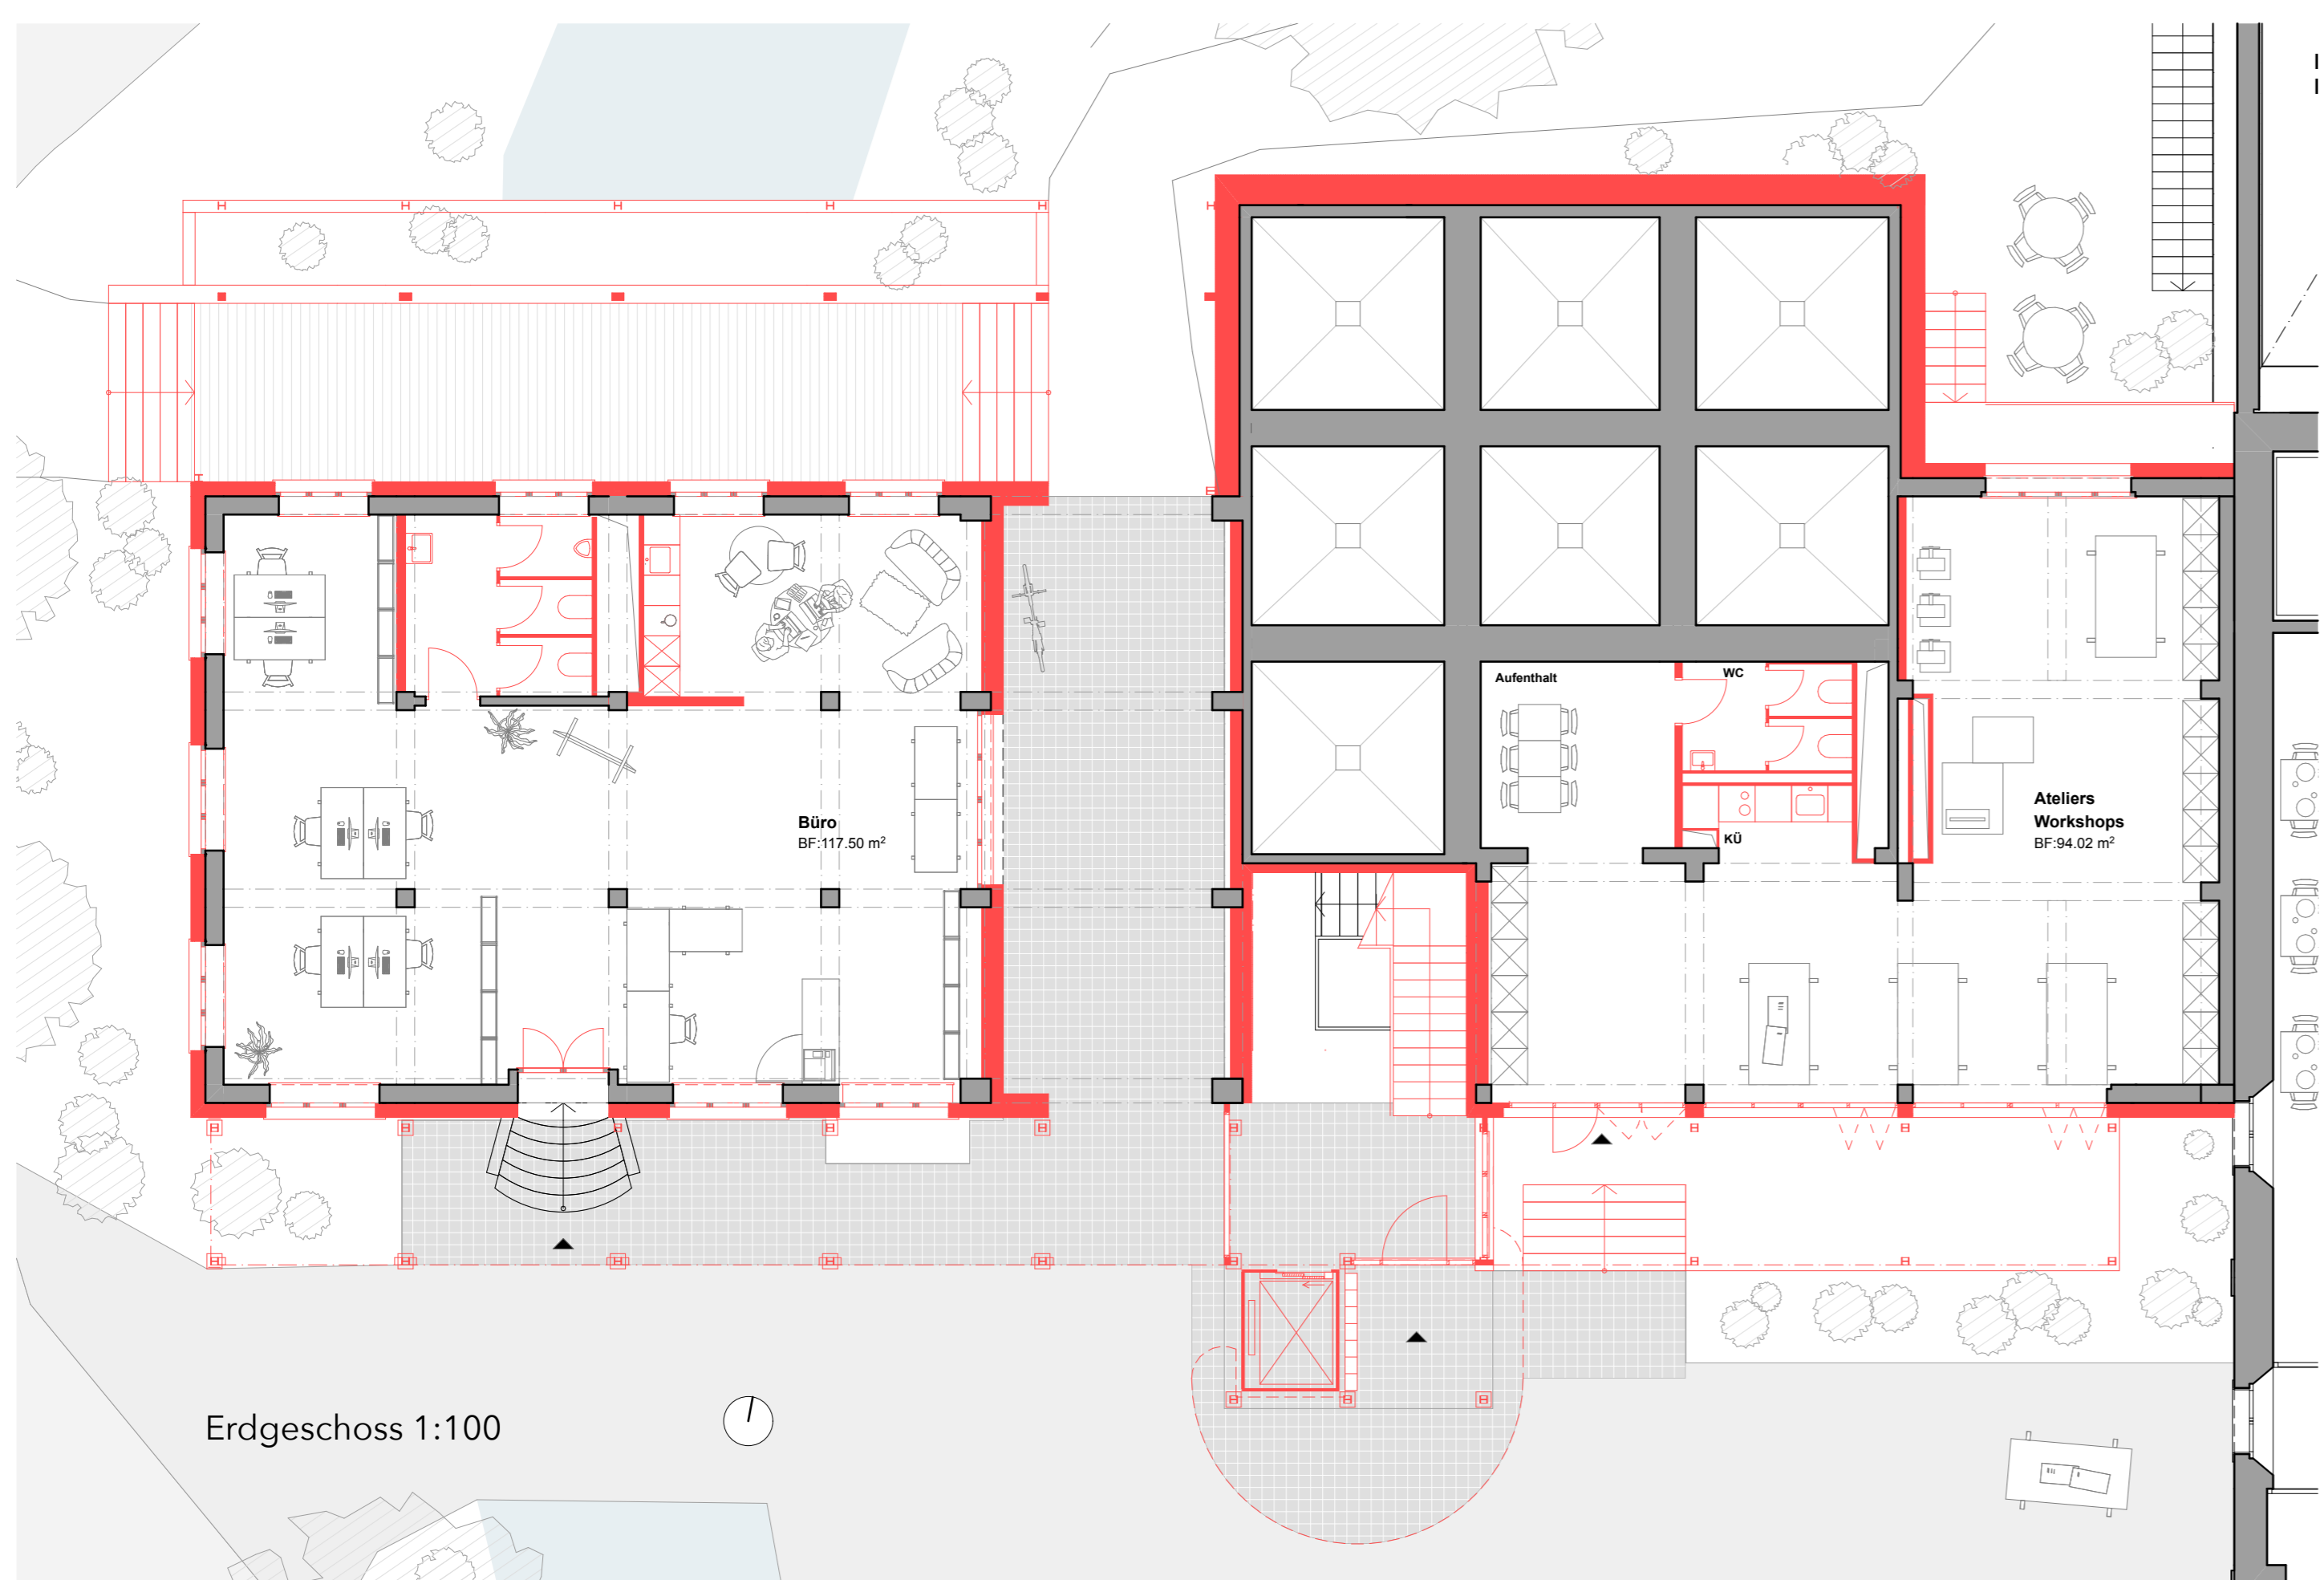 Aufenthalt
WC
KÜ
Büro
BF:117.50 m²
Ateliers
Workshops
BF:94.02 m²
Erdgeschoss 1:100